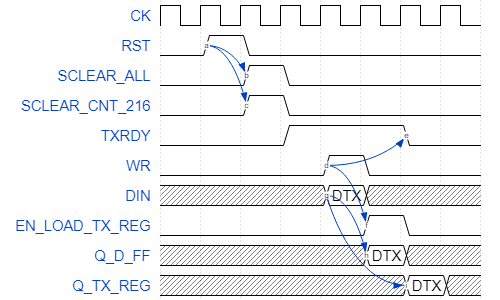 CK
RST
a
SCLEAR_ALL
b
SCLEAR_CNT_216
c
TXRDY
e
WR
d
DIN
DTX
EN_LOAD_TX_REG
Q_D_FF
DTX
Q_TX_REG
DTX